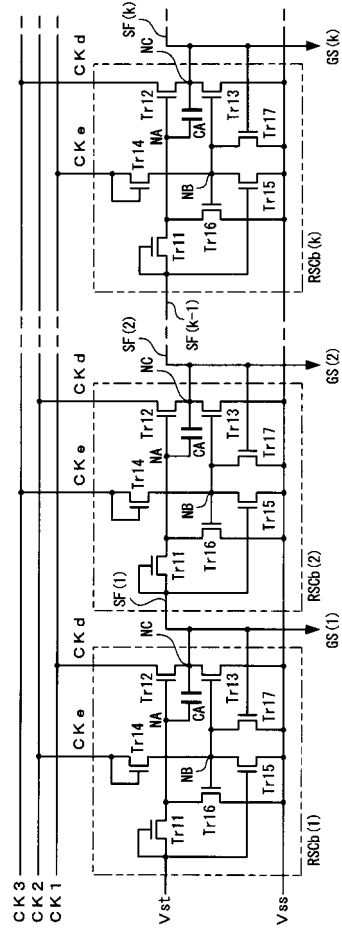 CK3
CK2
CK1
Vst
Vss
CKe
CKd
Tr14
Tr12
NC
NA
CA
Tr11
Tr13
NB
Tr16
Tr17
Tr15
RSCb(1)
GS(1)
SF(1)
CKe
CKd
Tr14
Tr12
NC
NA
CA
Tr11
Tr13
NB
Tr16
Tr17
Tr15
RSCb(2)
GS(2)
SF(2)
SF(k-1)
CKe
CKd
Tr14
Tr12
NC
NA
CA
Tr11
Tr13
NB
Tr16
Tr17
Tr15
RSCb(k)
GS(k)
SF(k)